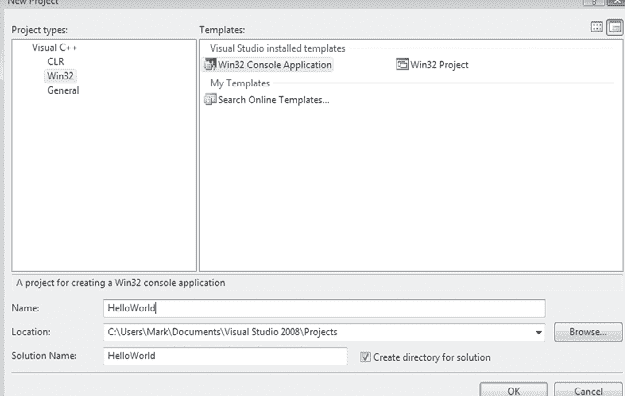 New Project
Project types:
Templates:
Visual C++
CLR
Win32
General
Visual Studio installed templates
Win32 Console Application
Win32 Project
My Templates
Search Online Templates...
A project for creating a Win32 console application
Name:
HelloWorld
Location:
C:\Users\Mark\Documents\Visual Studio 2008\Projects
Browse...
Solution Name:
HelloWorld
Create directory for solution
OK
Cancel